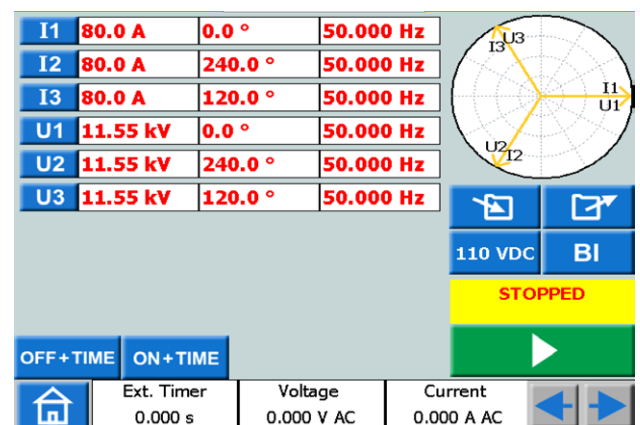 I1 80.0 A 0.0 ° 50.000 Hz
I2 80.0 A 240.0 ° 50.000 Hz
I3 80.0 A 120.0 ° 50.000 Hz
U1 11.55 kV 0.0 ° 50.000 Hz
U2 11.55 kV 240.0 ° 50.000 Hz
U3 11.55 kV 120.0 ° 50.000 Hz
U3
I3
I1
U1
U2
I2
110 VDC BI
STOPPED
OFF+TIME ON+TIME
Ext. Timer Voltage Current
0.000 s 0.000 V AC 0.000 A AC